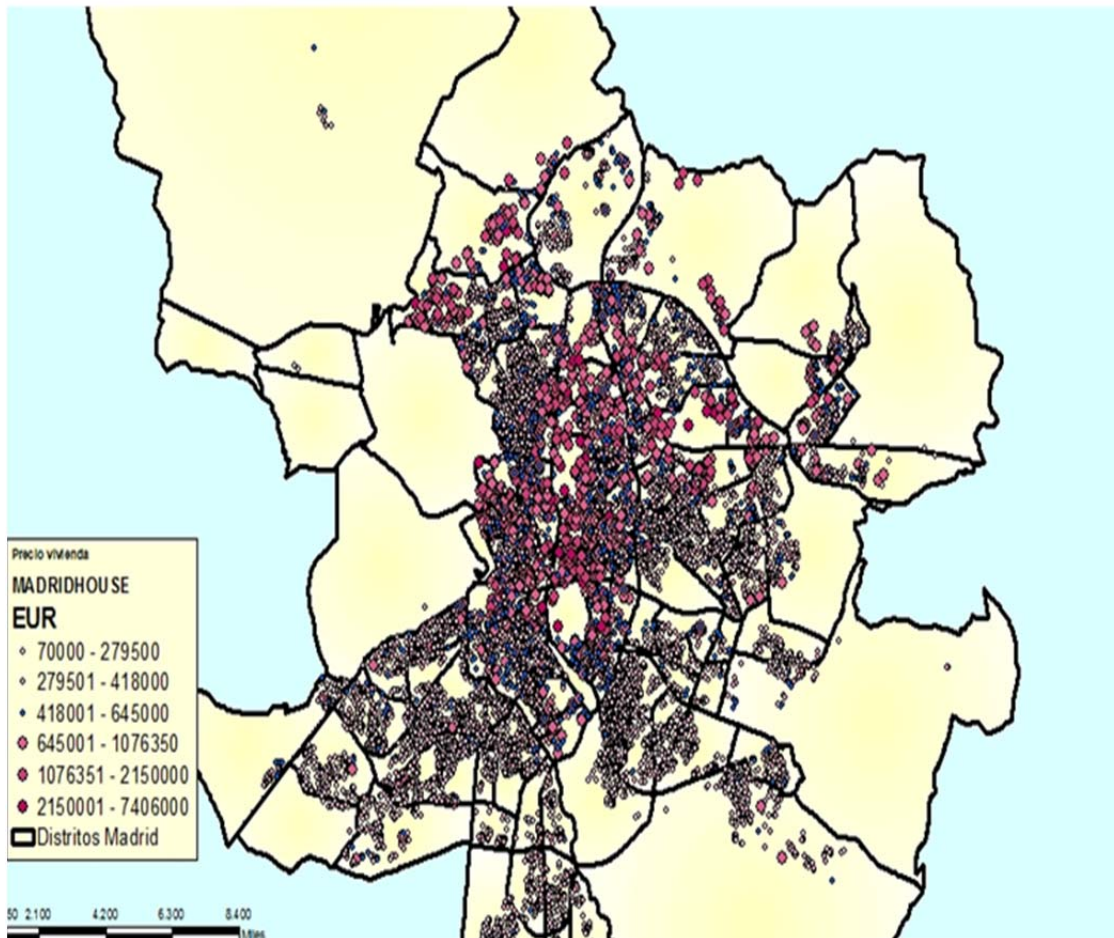 Precio vivienda
MADRIDHOUSE
EUR
70000 - 279500
279501 - 418000
418001 - 645000
645001 - 1076350
1076351 - 2150000
2150001 - 7406000
Distritos Madrid
50 2.100 4.200 6.300 8.400
Miles